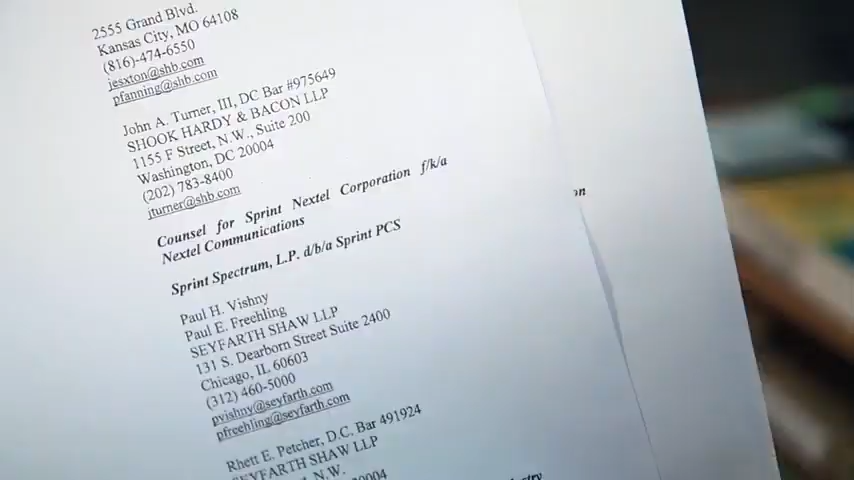 2555 Grand Blvd.
Kansas City, MO 64108
(816)-474-6550
jesxton@shb.com
pfanning@shb.com
John A. Turner, III, DC Bar #975649
SHOOK HARDY & BACON LLP
1155 F Street, N.W., Suite 200
Washington, DC 20004
(202) 783-8400
jturner@shb.com
Counsel for Sprint Nextel Corporation f/k/a
Nextel Communications
Sprint Spectrum, L.P. d/b/a Sprint PCS
Paul H. Vishny
Paul E. Freehling
SEYFARTH SHAW LLP
131 S. Dearborn Street Suite 2400
Chicago, IL 60603
(312) 460-5000
pvishny@seyfarth.com
pfreehling@seyfarth.com
Rhett E. Petcher, D.C. Bar 491924
SEYFARTH SHAW LLP
N.W.